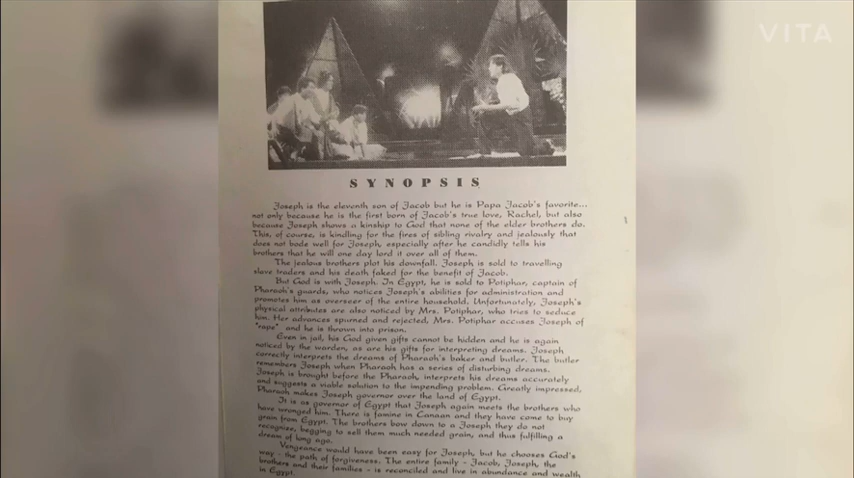 VITA
SYNOPSIS
Joseph is the eleventh son of Jacob but he is Papa Jacob's favorite...
not only because he is the first born of Jacob's true love, Rachel, but also
because Joseph shows a kinship to God that none of the elder brothers do.
This, of course, is kindling for the fires of sibling rivalry and jealously that
does not bode well for Joseph, especially after he candidly tells his
brothers that he will one day lord it over all of them.
The jealous brothers plot his downfall. Joseph is sold to travelling
slave traders and his death faked for the benefit of Jacob.
But God is with Joseph. In Egypt, he is sold to Potiphar, captain of
Pharaoh's guards, who notices Joseph's abilities for administration and
promotes him as overseer of the entire household. Unfortunately, Joseph's
physical attributes are also noticed by Mrs. Potiphar, who tries to seduce
him. Her advances spurned and rejected, Mrs. Potiphar accuses Joseph of
"rape" and he is thrown into prison.
Even in jail, his God given gifts cannot be hidden and he is again
noticed by the warden, as are his gifts for interpreting dreams. Joseph
correctly interprets the dreams of Pharaoh's baker and butler. The butler
remembers Joseph when Pharaoh has a series of disturbing dreams.
Joseph is brought before the Pharaoh, interprets his dreams accurately
and suggests a viable solution to the impending problem. Greatly impressed,
Pharaoh makes Joseph governor over the land of Egypt.
It is as governor of Egypt that Joseph again meets the brothers who
have wronged him. There is famine in Canaan and they have come to buy
grain from Egypt. The brothers bow down to a Joseph they do not
recognize, begging to sell them much needed grain, and thus fulfilling a
dream of long ago.
Vengeance would have been easy for Joseph, but he chooses God's
way - the path of forgiveness. The entire family - Jacob, Joseph, the
brothers and their families - is reconciled and live in abundance and wealth
in Egypt.